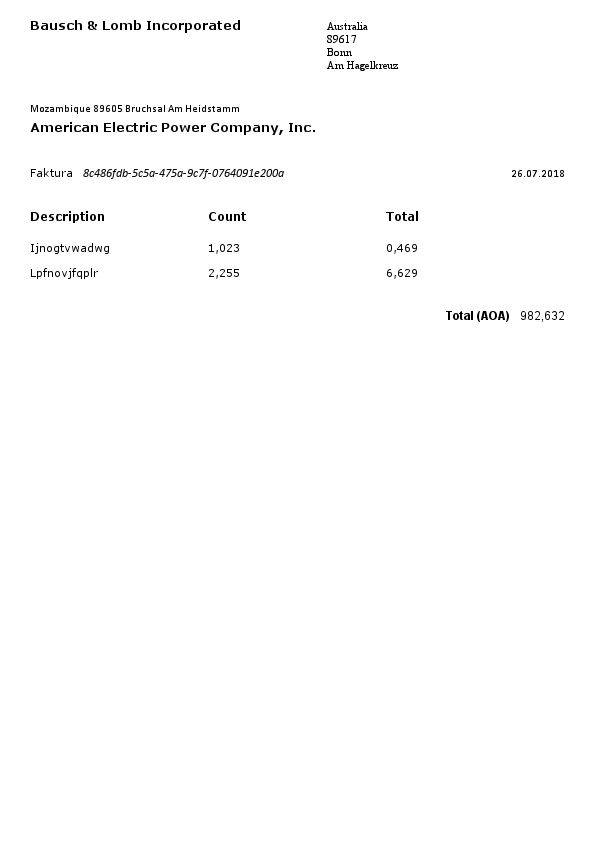 Bausch & Lomb Incorporated
Australia
89617
Bonn
Am Hagelkreuz
Mozambique 89605 Bruchsal Am Heidstamm
American Electric Power Company, Inc.
Faktura 8c486fdb-5c5a-475a-9c7f-0764091e200a 26.07.2018
Description Count Total
Ijnogtvwadwg 1,023 0,469
Lpfnovjfqplr 2,255 6,629
Total (AOA) 982,632